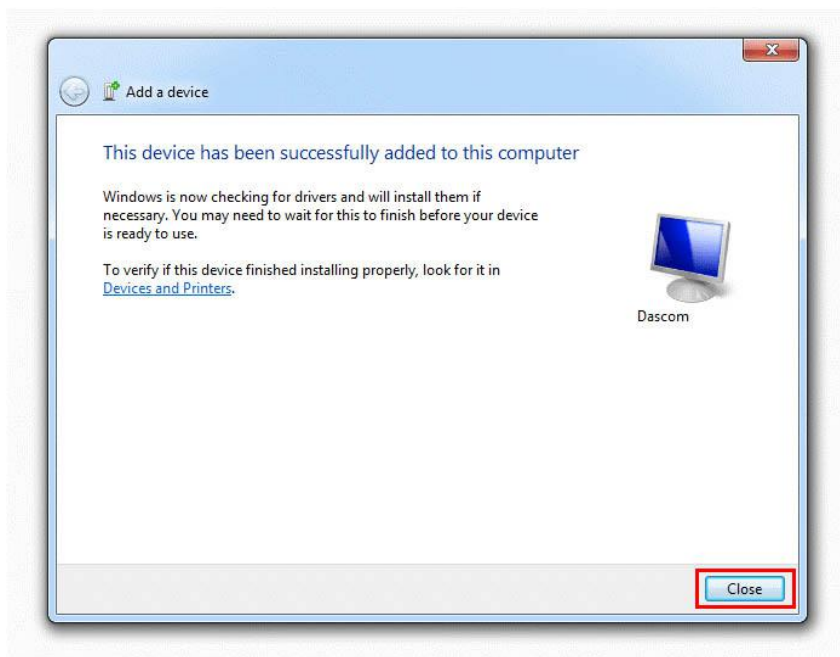 Add a device
This device has been successfully added to this computer
Windows is now checking for drivers and will install them if
necessary. You may need to wait for this to finish before your device
is ready to use.
To verify if this device finished installing properly, look for it in
Devices and Printers.
Dascom
Close